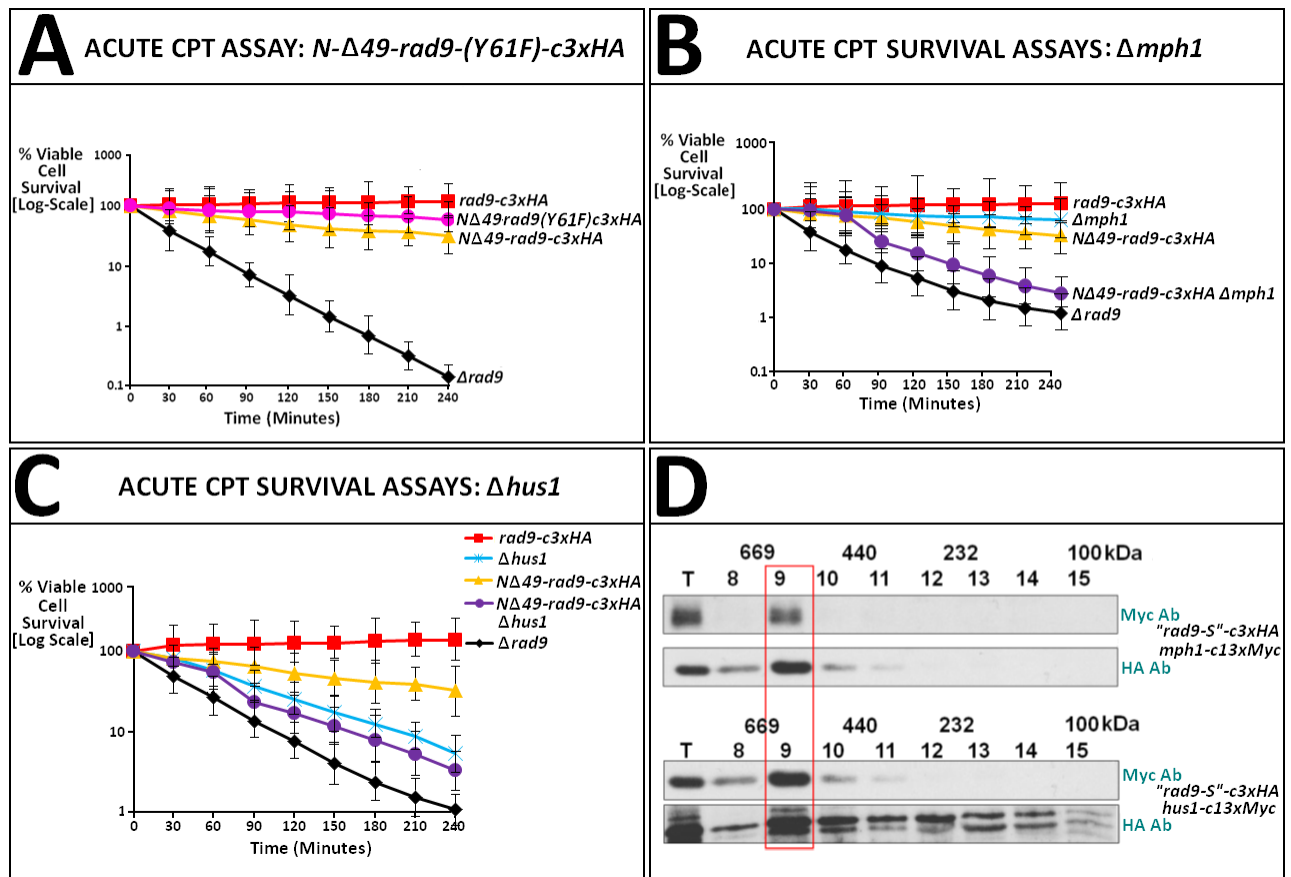 A ACUTE CPT ASSAY: N-Δ49-rad9-(Y61F)-c3xHA
% Viable
Cell
Survival
[Log-Scale]
1000
100
10
1
0.1
0 30 60 90 120 150 180 210 240
Time (Minutes)
rad9-c3xHA
NΔ49rad9(Y61F)c3xHA
NΔ49-rad9-c3xHA
Δrad9
B ACUTE CPT SURVIVAL ASSAYS: Δmph1
% Viable
Cell
Survival
[Log-Scale]
1000
100
10
1
0.1
0 30 60 90 120 150 180 210 240
Time (Minutes)
rad9-c3xHA
Δmph1
NΔ49-rad9-c3xHA
NΔ49-rad9-c3xHA Δmph1
Δrad9
C ACUTE CPT SURVIVAL ASSAYS: Δhus1
rad9-c3xHA
Δhus1
NΔ49-rad9-c3xHA
NΔ49-rad9-c3xHA
Δhus1
Δrad9
% Viable
Cell
Survival
[Log Scale]
1000
100
10
1
0 30 60 90 120 150 180 210 240
Time (Minutes)
D
669 440 232 100kDa
T 8 9 10 11 12 13 14 15
Myc Ab
"rad9-S"-c3xHA
mph1-c13xMyc
HA Ab
669 440 232 100kDa
T 8 9 10 11 12 13 14 15
Myc Ab
"rad9-S"-c3xHA
hus1-c13xMyc
HA Ab